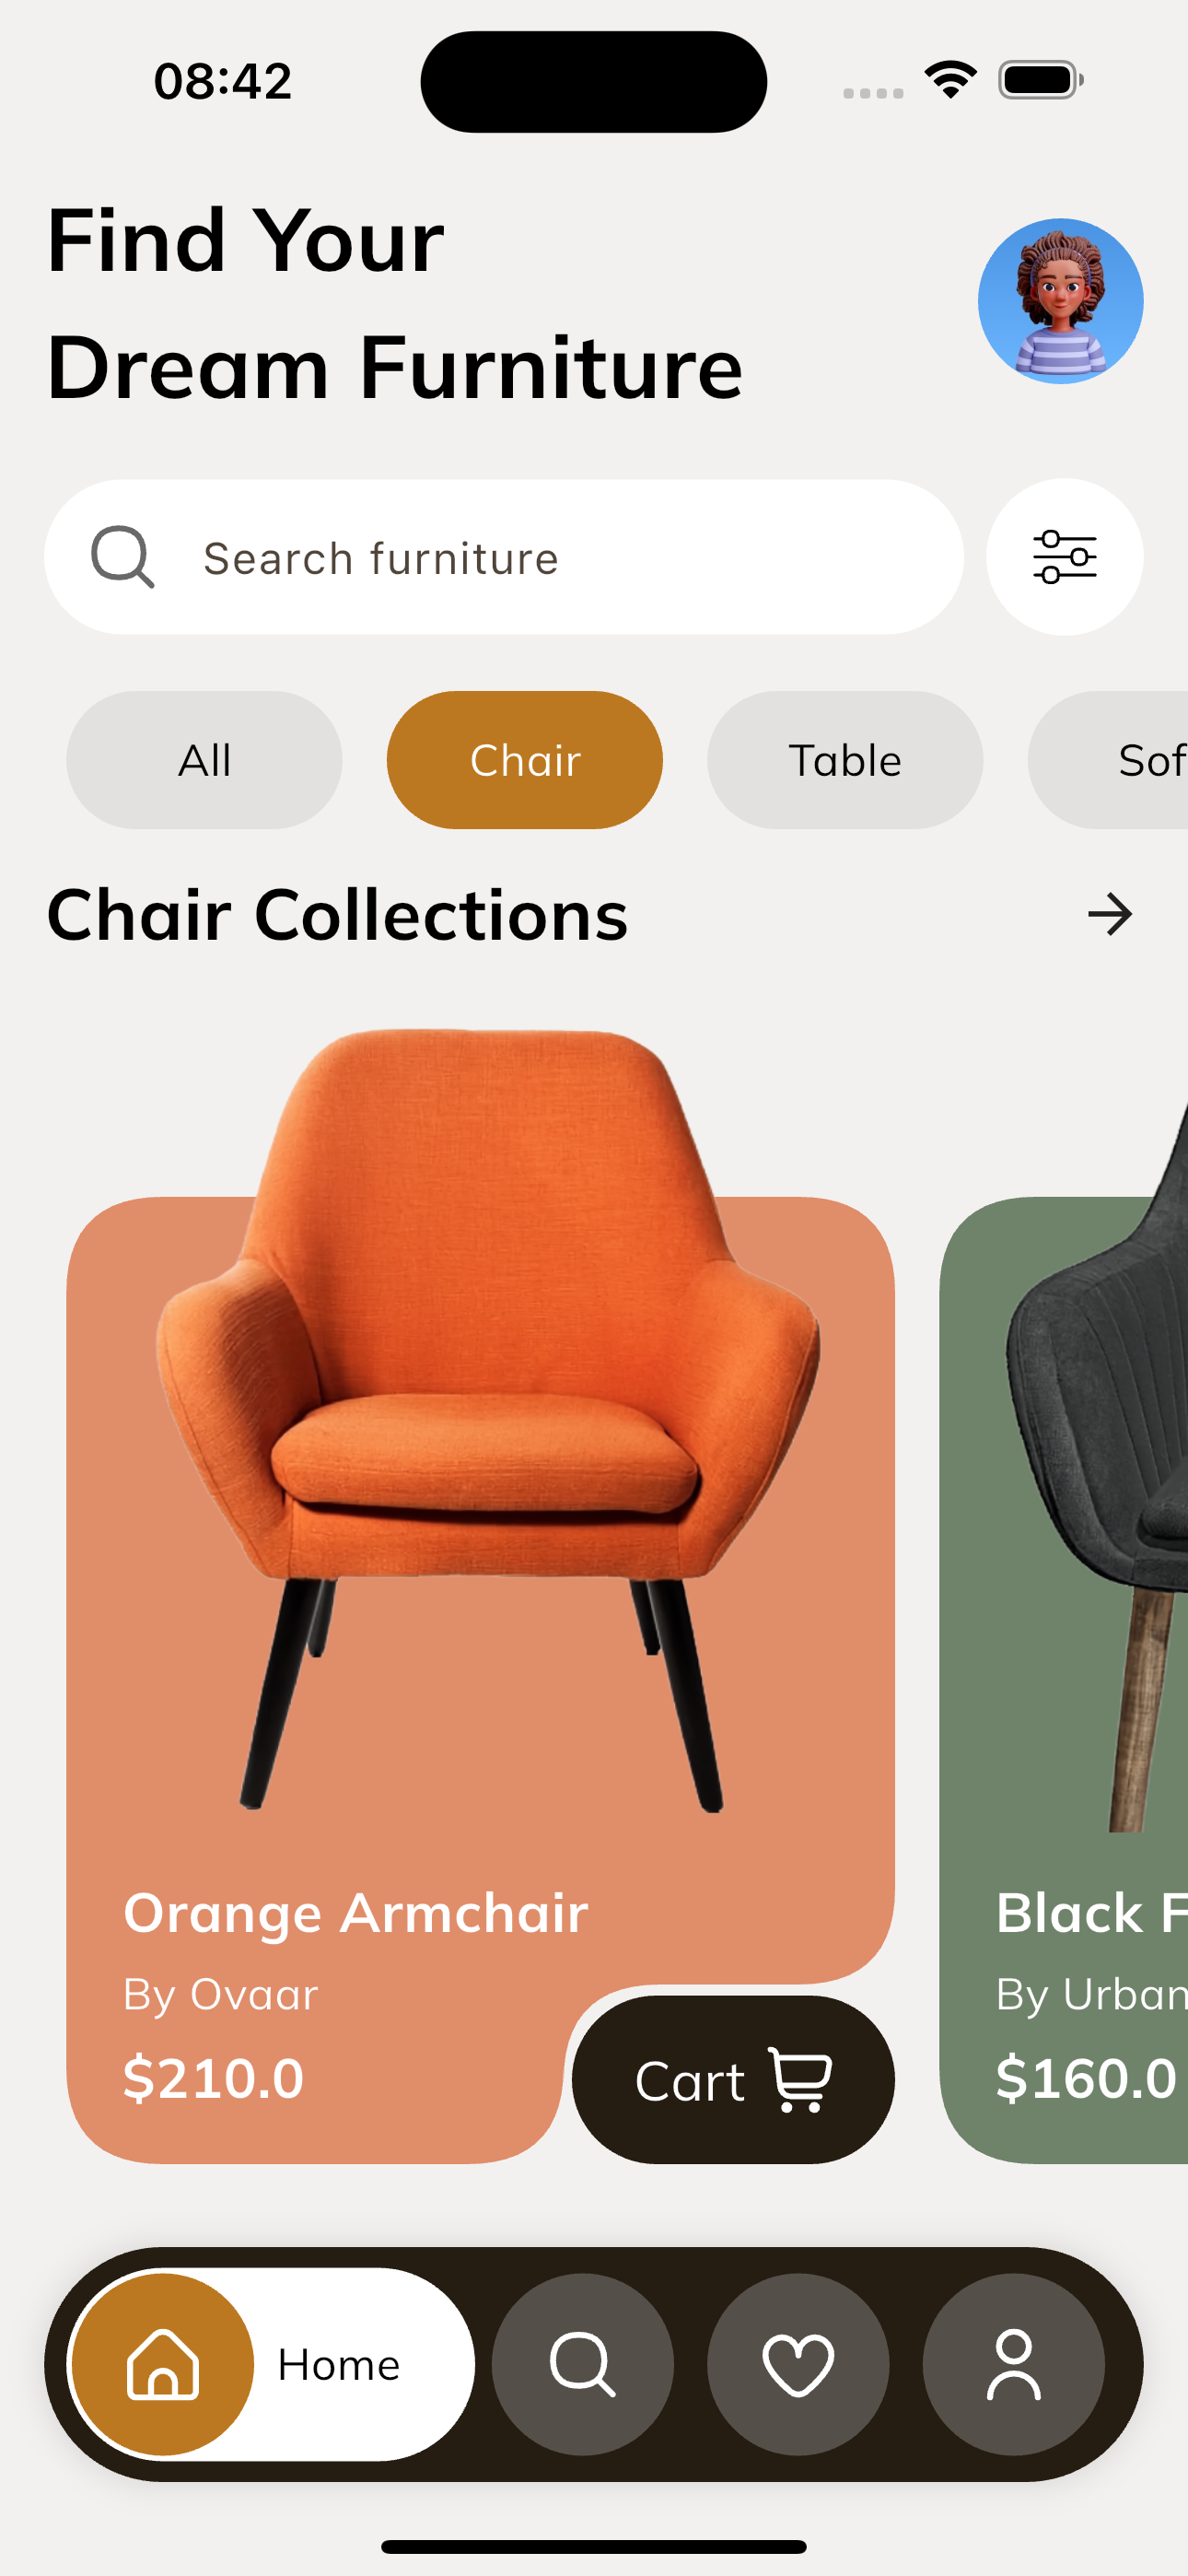 08:42
Find Your
Dream Furniture
Search furniture
All
Chair
Table
Sof
Chair Collections
Orange Armchair
By Ovaar
$210.0
Cart
Black F
By Urban
$160.0
Home